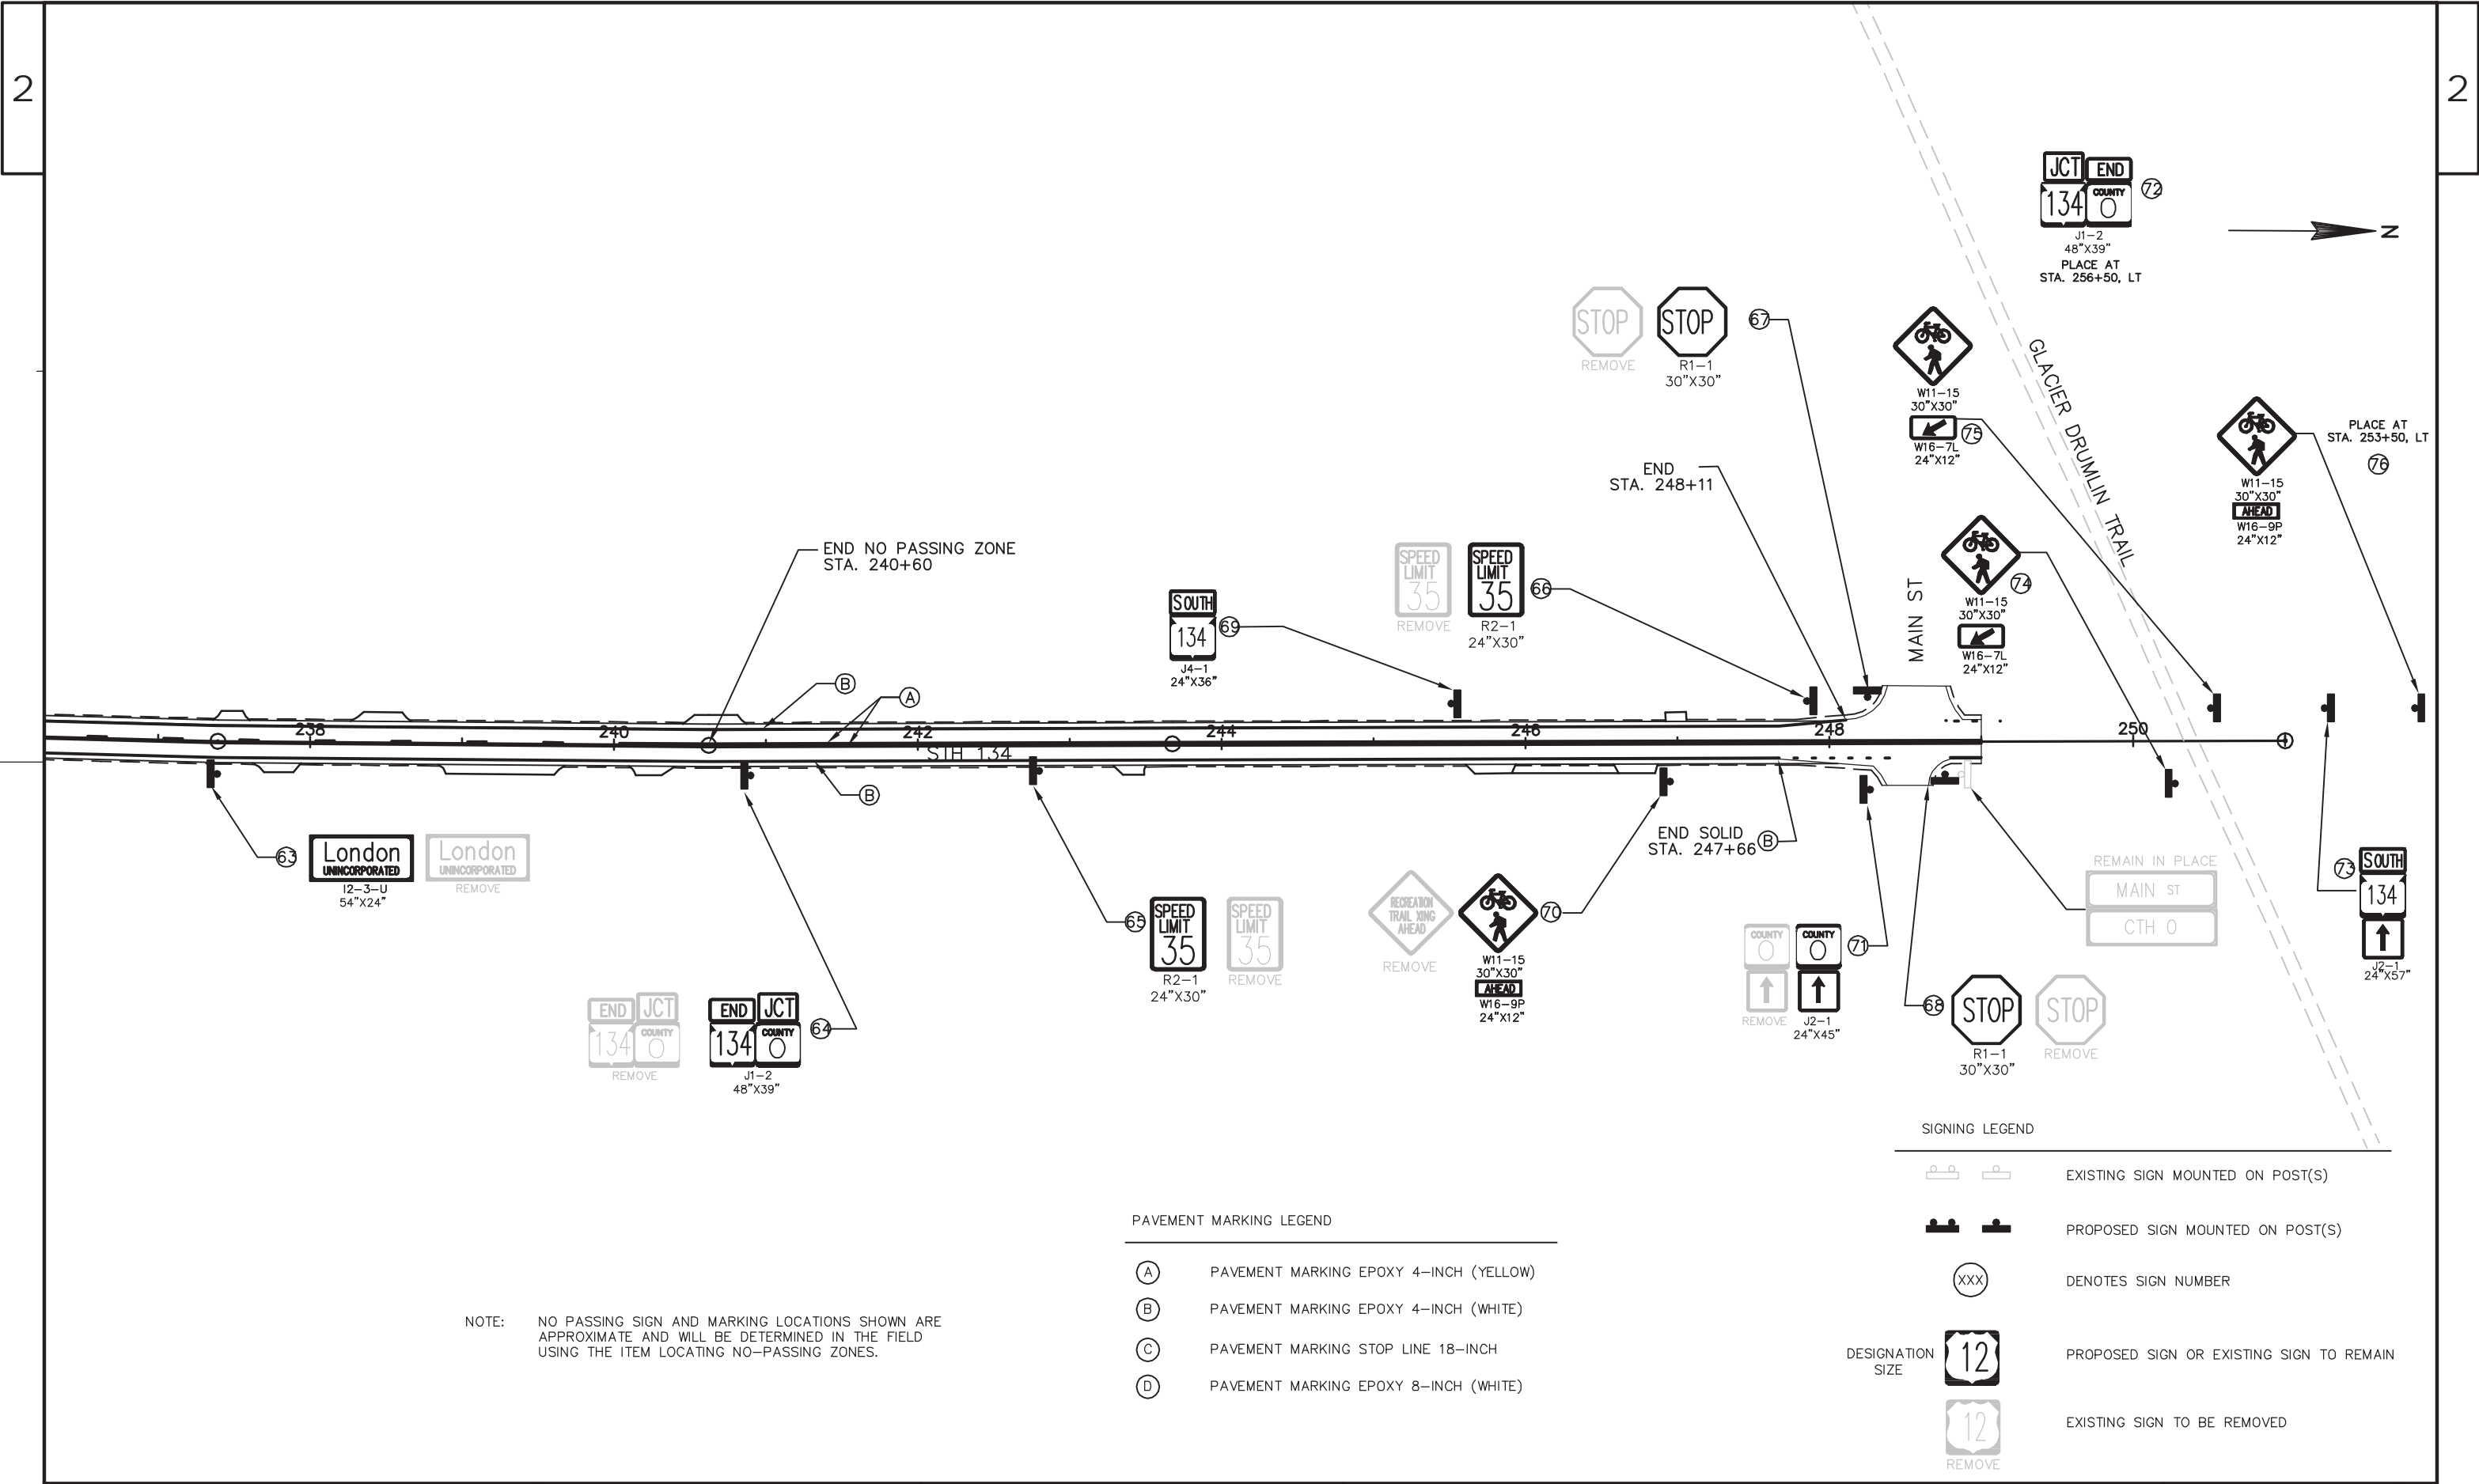 2
2
JCT END
134 COUNTY O
72
J1-2
48"X39"
PLACE AT
STA. 256+50, LT
N
STOP
REMOVE
STOP
R1-1
30"X30"
67
W11-15
30"X30"
W16-7L
24"X12"
75
GLACIER DRUMLIN TRAIL
W11-15
30"X30"
AHEAD
W16-9P
24"X12"
PLACE AT
STA. 253+50, LT
76
END
STA. 248+11
END NO PASSING ZONE
STA. 240+60
SPEED
LIMIT
35
REMOVE
SPEED
LIMIT
35
R2-1
24"X30"
66
SOUTH
134
J4-1
24"X36"
69
MAIN ST
W11-15
30"X30"
W16-7L
24"X12"
74
B
A
238
240
242
244
246
248
250
STH 134
B
63
London
UNINCORPORATED
I2-3-U
54"X24"
London
UNINCORPORATED
REMOVE
END JCT
134 COUNTY O
REMOVE
END JCT
134 COUNTY O
J1-2
48"X39"
64
65
SPEED
LIMIT
35
R2-1
24"X30"
SPEED
LIMIT
35
REMOVE
RECREATION
TRAIL XING
AHEAD
REMOVE
W11-15
30"X30"
AHEAD
W16-9P
24"X12"
70
END SOLID
STA. 247+66
B
COUNTY
O
REMOVE
COUNTY
O
J2-1
24"X45"
71
68
STOP
R1-1
30"X30"
STOP
REMOVE
REMAIN IN PLACE
MAIN ST
CTH O
73
SOUTH
134
J2-1
24"X57"
SIGNING LEGEND
EXISTING SIGN MOUNTED ON POST(S)
PROPOSED SIGN MOUNTED ON POST(S)
XXX DENOTES SIGN NUMBER
DESIGNATION
SIZE
12
PROPOSED SIGN OR EXISTING SIGN TO REMAIN
12
REMOVE
EXISTING SIGN TO BE REMOVED
PAVEMENT MARKING LEGEND
A PAVEMENT MARKING EPOXY 4-INCH (YELLOW)
B PAVEMENT MARKING EPOXY 4-INCH (WHITE)
C PAVEMENT MARKING STOP LINE 18-INCH
D PAVEMENT MARKING EPOXY 8-INCH (WHITE)
NOTE: NO PASSING SIGN AND MARKING LOCATIONS SHOWN ARE
APPROXIMATE AND WILL BE DETERMINED IN THE FIELD
USING THE ITEM LOCATING NO-PASSING ZONES.